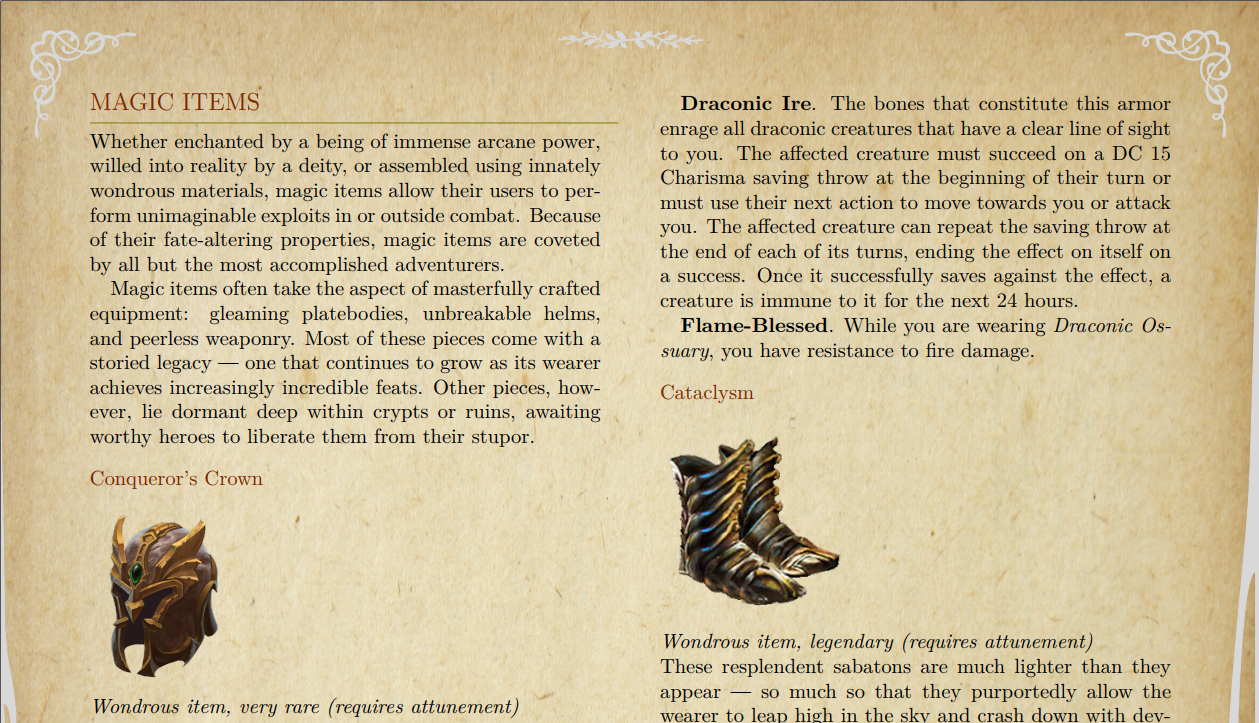 MAGIC ITEMS
Whether enchanted by a being of immense arcane power,
willed into reality by a deity, or assembled using innately
wondrous materials, magic items allow their users to per-
form unimaginable exploits in or outside combat. Because
of their fate-altering properties, magic items are coveted
by all but the most accomplished adventurers.
Magic items often take the aspect of masterfully crafted
equipment: gleaming platebodies, unbreakable helms,
and peerless weaponry. Most of these pieces come with a
storied legacy — one that continues to grow as its wearer
achieves increasingly incredible feats. Other pieces, how-
ever, lie dormant deep within crypts or ruins, awaiting
worthy heroes to liberate them from their stupor.
Conqueror's Crown
Wondrous item, very rare (requires attunement)
Draconic Ire. The bones that constitute this armor
enrage all draconic creatures that have a clear line of sight
to you. The affected creature must succeed on a DC 15
Charisma saving throw at the beginning of their turn or
must use their next action to move towards you or attack
you. The affected creature can repeat the saving throw at
the end of each of its turns, ending the effect on itself on
a success. Once it successfully saves against the effect, a
creature is immune to it for the next 24 hours.
Flame-Blessed. While you are wearing Draconic Os-
suary, you have resistance to fire damage.
Cataclysm
Wondrous item, legendary (requires attunement)
These resplendent sabatons are much lighter than they
appear — so much so that they purportedly allow the
wearer to leap high in the sky and crash down with dev-